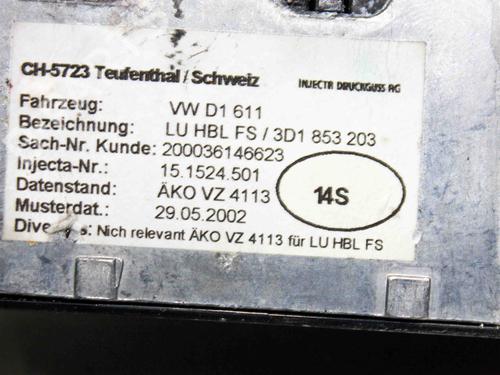 CH-5723 Teufenthal / Schweiz INJECTA DRUCKGUSS AG
Fahrzeug: VW D1 611
Bezeichnung: LU HBL FS / 3D1 853 203
Sach-Nr. Kunde: 200036146623
Injecta-Nr.: 15.1524.501
Datenstand: ÄKO VZ 4113
14S
Musterdat.: 29.05.2002
Nich relevant ÄKO VZ 4113 für LU HBL FS